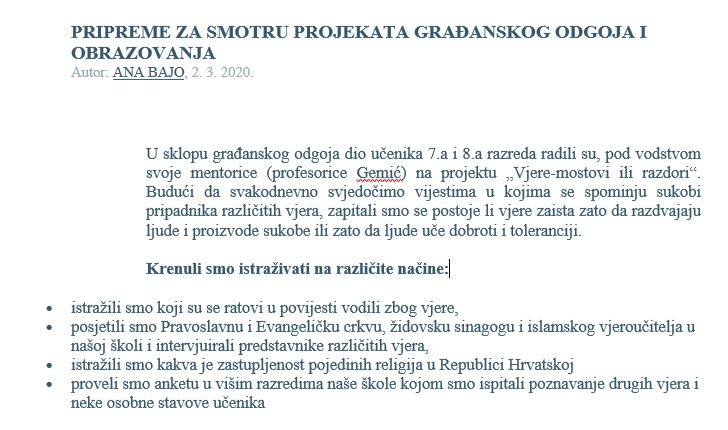 PRIPREME ZA SMOTRU PROJEKATA GRAĐANSKOG ODGOJA I
OBRAZOVANJA
Autor: ANA BAJO, 2. 3. 2020.
U sklopu građanskog odgoja dio učenika 7.a i 8.a razreda radili su, pod vodstvom
svoje mentorice (profesorice Gemić) na projektu „Vjere-mostovi ili razdori“.
Budući da svakodnevno svjedočimo vijestima u kojima se spominju sukobi
pripadnika različitih vjera, zapitali smo se postoje li vjere zaista zato da razdvajaju
ljude i proizvode sukobe ili zato da ljude uče dobroti i toleranciji.
Krenuli smo istraživati na različite načine:
• istražili smo koji su se ratovi u povijesti vodili zbog vjere,
• posjetili smo Pravoslavnu i Evangeličku crkvu, židovsku sinagogu i islamskog vjeroučitelja u
našoj školi i intervjuirali predstavnike različitih vjera,
• istražili smo kakva je zastupljenost pojedinih religija u Republici Hrvatskoj
• proveli smo anketu u višim razredima naše škole kojom smo ispitali poznavanje drugih vjera i
neke osobne stavove učenika